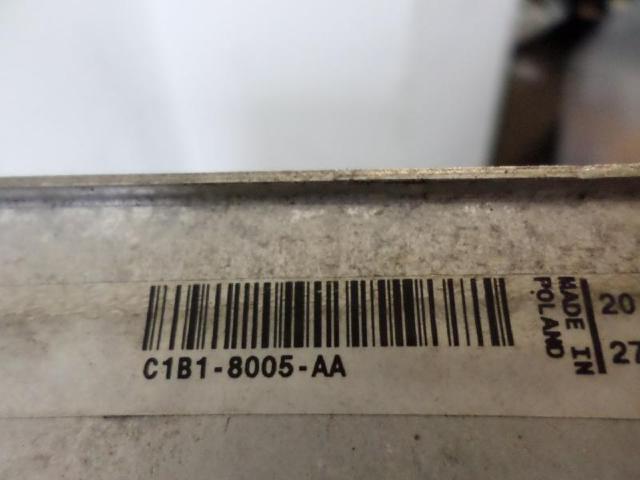 C1B1-8005-AA
MADE IN
POLAND
20
27